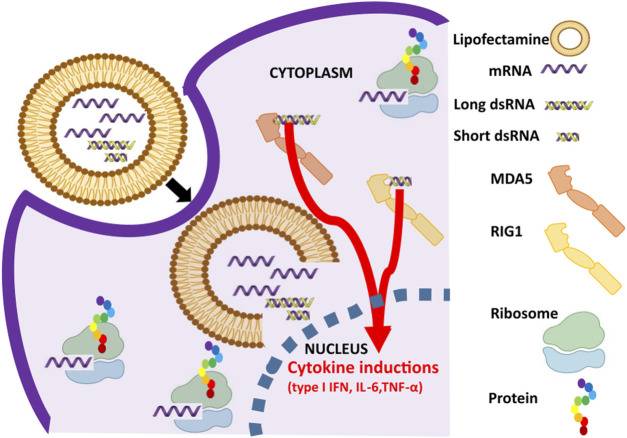 CYTOPLASM
NUCLEUS
Cytokine inductions
(type I IFN, IL-6,TNF-α)
Lipofectamine
mRNA
Long dsRNA
Short dsRNA
MDA5
RIG1
Ribosome
Protein